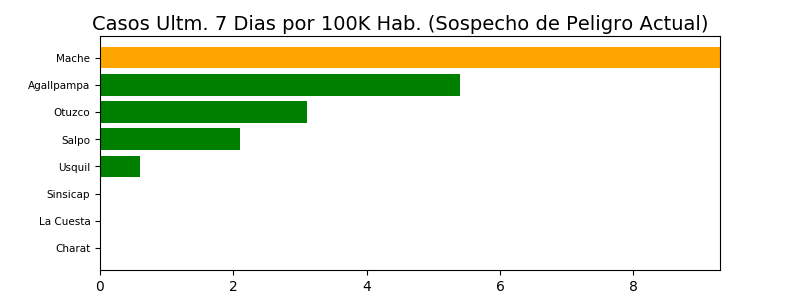 Casos Ultm. 7 Dias por 100K Hab. (Sospecho de Peligro Actual)
Mache
Agallpampa
Otuzco
Salpo
Usquil
Sinsicap
La Cuesta
Charat
0 2 4 6 8